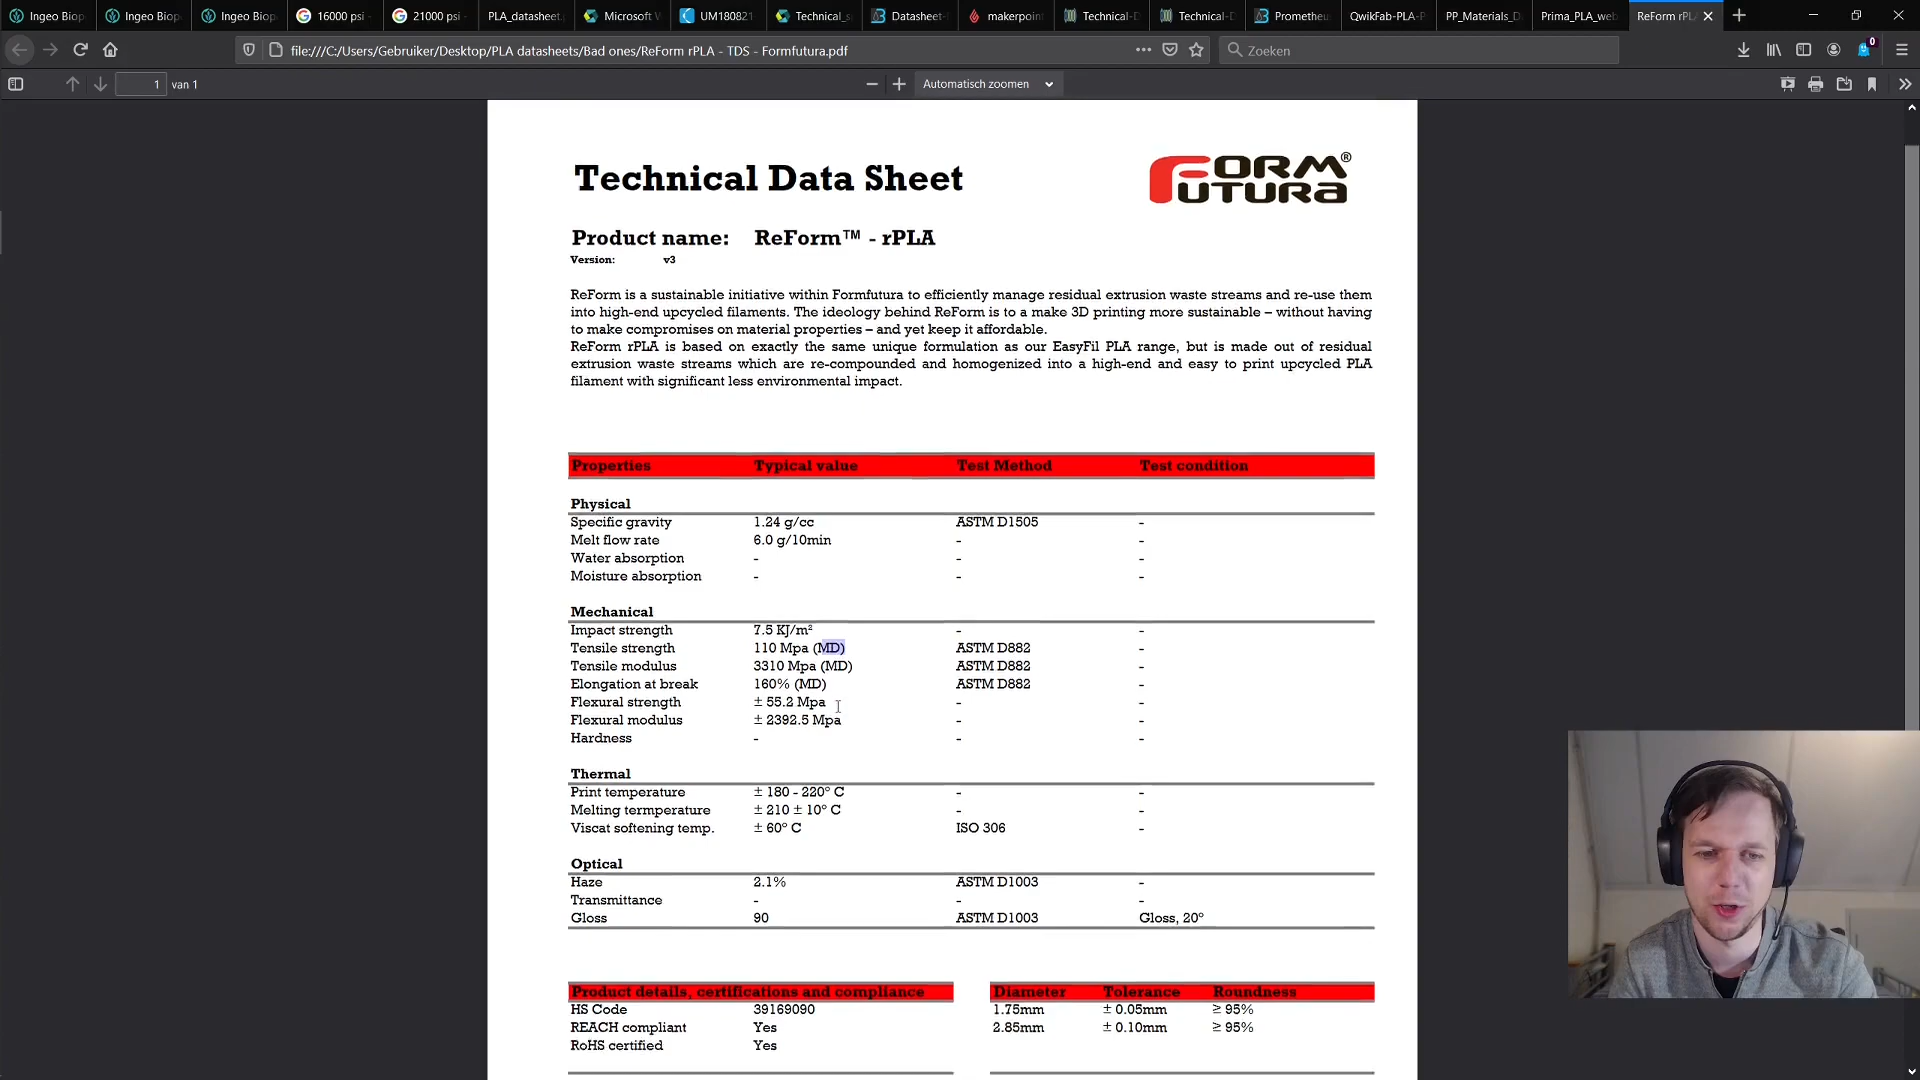 Ingeo Biop
Ingeo Biop
Ingeo Biop
16000 psi
21000 psi
PLA_datasheet.
Microsoft W
UM180821
Technical_s
Datasheet-
makerpoin
Technical-D
Technical-D
Prometheu
QwikFab-PLA-P
PP_Materials_D
Prima_PLA_web
ReForm rPLA
file:///C:/Users/Gebruiker/Desktop/PLA datasheets/Bad ones/ReForm rPLA - TDS - Formfutura.pdf
Zoeken
0
1 van 1
Automatisch zoomen
Technical Data Sheet
FORM FUTURA®
Product name: ReForm™ - rPLA
Version: v3
ReForm is a sustainable initiative within Formfutura to efficiently manage residual extrusion waste streams and re-use them
into high-end upcycled filaments. The ideology behind ReForm is to a make 3D printing more sustainable – without having
to make compromises on material properties – and yet keep it affordable.
ReForm rPLA is based on exactly the same unique formulation as our EasyFil PLA range, but is made out of residual
extrusion waste streams which are re-compounded and homogenized into a high-end and easy to print upcycled PLA
filament with significant less environmental impact.
Properties Typical value Test Method Test condition
Physical
Specific gravity 1.24 g/cc ASTM D1505 -
Melt flow rate 6.0 g/10min - -
Water absorption - - -
Moisture absorption - - -
Mechanical
Impact strength 7.5 KJ/m² - -
Tensile strength 110 Mpa (MD) ASTM D882 -
Tensile modulus 3310 Mpa (MD) ASTM D882 -
Elongation at break 160% (MD) ASTM D882 -
Flexural strength ± 55.2 Mpa - -
Flexural modulus ± 2392.5 Mpa - -
Hardness - - -
Thermal
Print temperature ± 180 - 220° C - -
Melting termperature ± 210 ± 10° C - -
Viscat softening temp. ± 60° C ISO 306 -
Optical
Haze 2.1% ASTM D1003 -
Transmittance - - -
Gloss 90 ASTM D1003 Gloss, 20°
Product details, certifications and compliance
HS Code 39169090
REACH compliant Yes
RoHS certified Yes
Diameter Tolerance Roundness
1.75mm ± 0.05mm ≥ 95%
2.85mm ± 0.10mm ≥ 95%